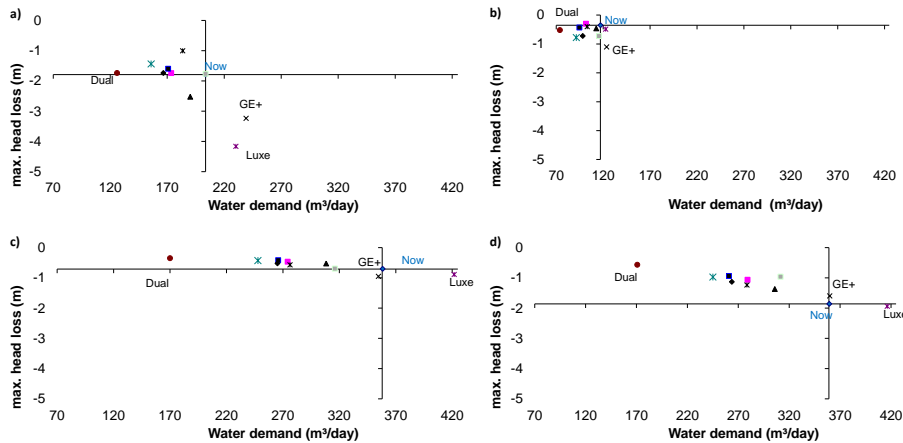 a)
0
-1
-2
-3
-4
-5
max. head loss (m)
Now
Dual
GE+
Luxe
70 120 170 220 270 320 370 420
Water demand (m³/day)
b)
0
-1
-2
-3
-4
-5
max. head loss (m)
Dual
Now
GE+
70 120 170 220 270 320 370 420
Water demand (m³/day)
c)
0
-1
-2
-3
-4
-5
max. head loss (m)
GE+
Now
Dual
Luxe
70 120 170 220 270 320 370 420
Water demand (m³/day)
d)
0
-1
-2
-3
-4
-5
max. head loss (m)
Dual
GE+
Now
Luxe
70 120 170 220 270 320 370 420
Water demand (m³/day)